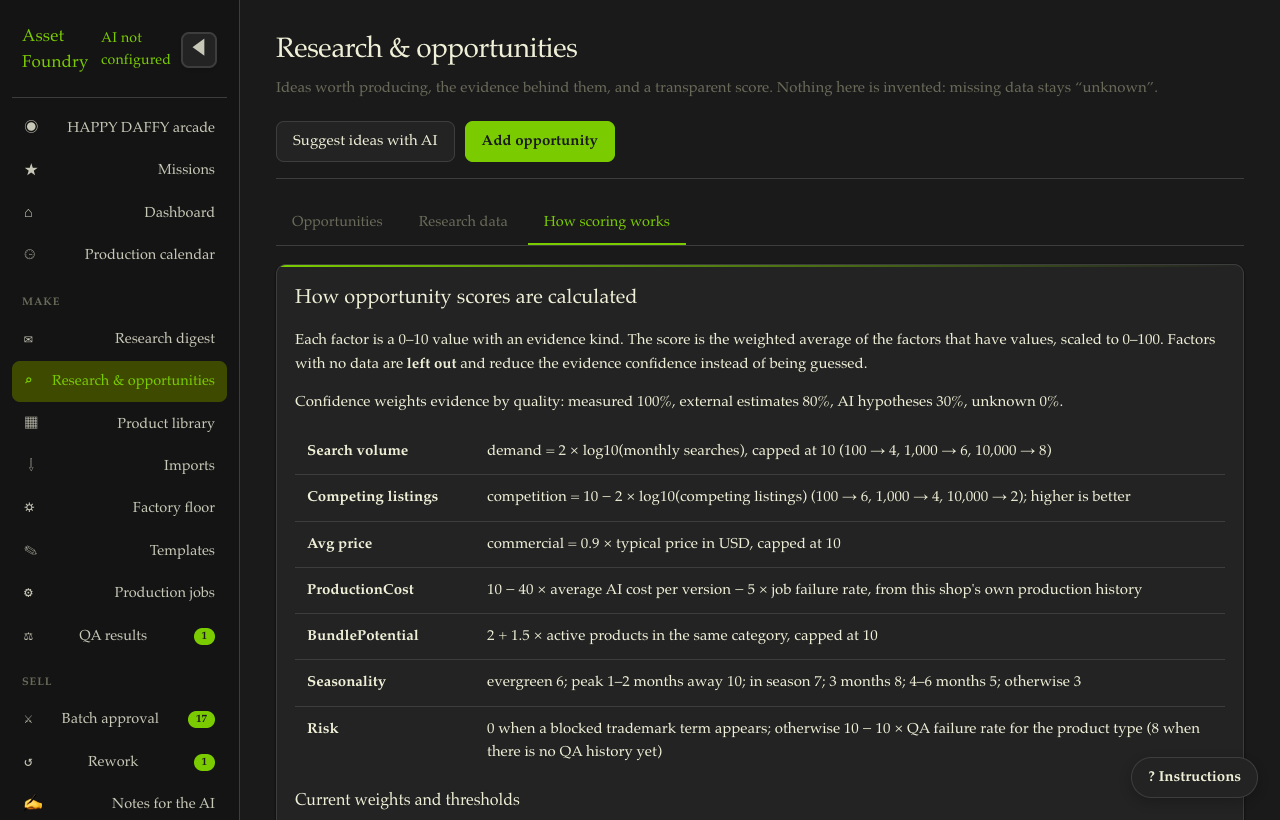 Asset
Foundry
AI not
configured
HAPPY DAFFY arcade
Missions
Dashboard
Production calendar
MAKE
Research digest
Research & opportunities
Product library
Imports
Factory floor
Templates
Production jobs
QA results 1
SELL
Batch approval 17
Rework 1
Notes for the AI
Research & opportunities
Ideas worth producing, the evidence behind them, and a transparent score. Nothing here is invented: missing data stays “unknown”.
Suggest ideas with AI Add opportunity
Opportunities Research data How scoring works
How opportunity scores are calculated
Each factor is a 0–10 value with an evidence kind. The score is the weighted average of the factors that have values, scaled to 0–100. Factors
with no data are left out and reduce the evidence confidence instead of being guessed.
Confidence weights evidence by quality: measured 100%, external estimates 80%, AI hypotheses 30%, unknown 0%.
Search volume demand = 2 × log10(monthly searches), capped at 10 (100 → 4, 1,000 → 6, 10,000 → 8)
Competing listings competition = 10 − 2 × log10(competing listings) (100 → 6, 1,000 → 4, 10,000 → 2); higher is better
Avg price commercial = 0.9 × typical price in USD, capped at 10
ProductionCost 10 − 40 × average AI cost per version − 5 × job failure rate, from this shop's own production history
BundlePotential 2 + 1.5 × active products in the same category, capped at 10
Seasonality evergreen 6; peak 1–2 months away 10; in season 7; 3 months 8; 4–6 months 5; otherwise 3
Risk 0 when a blocked trademark term appears; otherwise 10 − 10 × QA failure rate for the product type (8 when
there is no QA history yet)
Current weights and thresholds
? Instructions